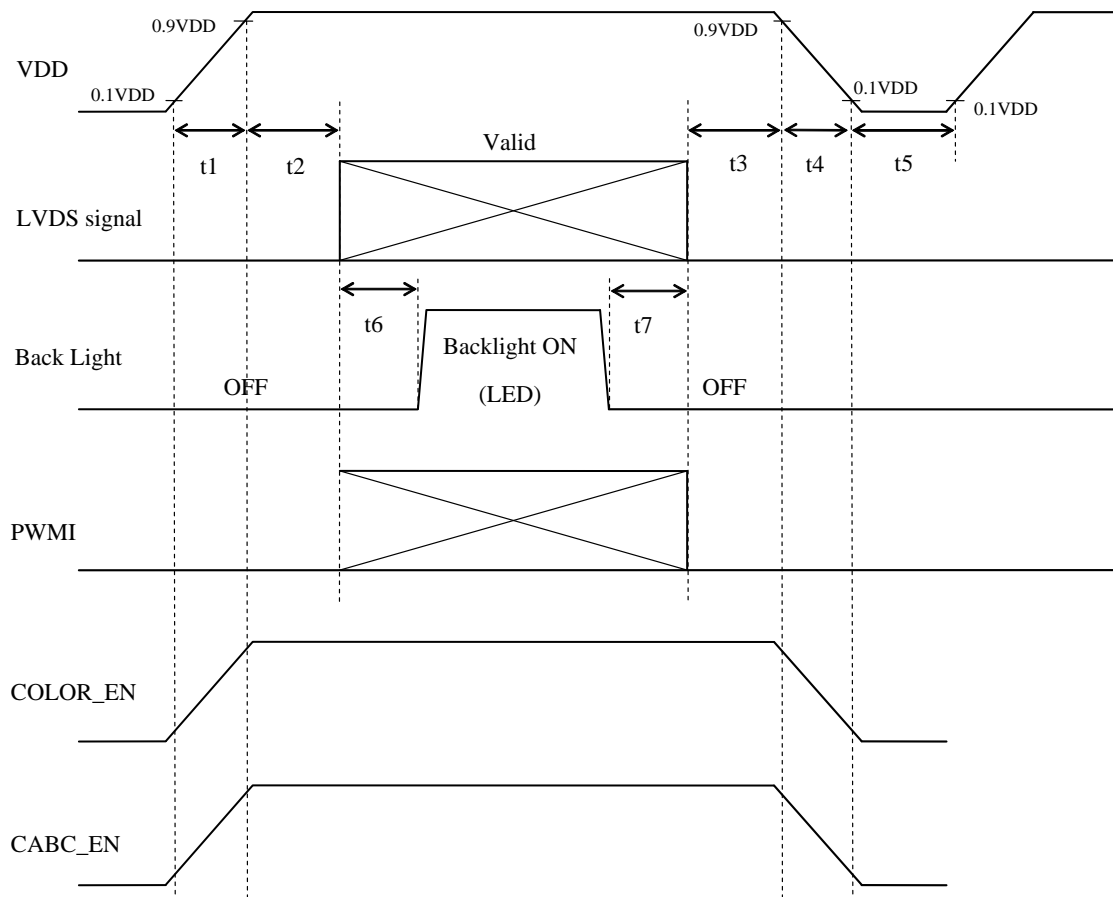 0.9VDD
0.9VDD
VDD
0.1VDD
0.1VDD
0.1VDD
t1
t2
Valid
t3
t4
t5
LVDS signal
t6
t7
Back Light
Backlight ON
OFF
(LED)
OFF
PWMI
COLOR_EN
CABC_EN